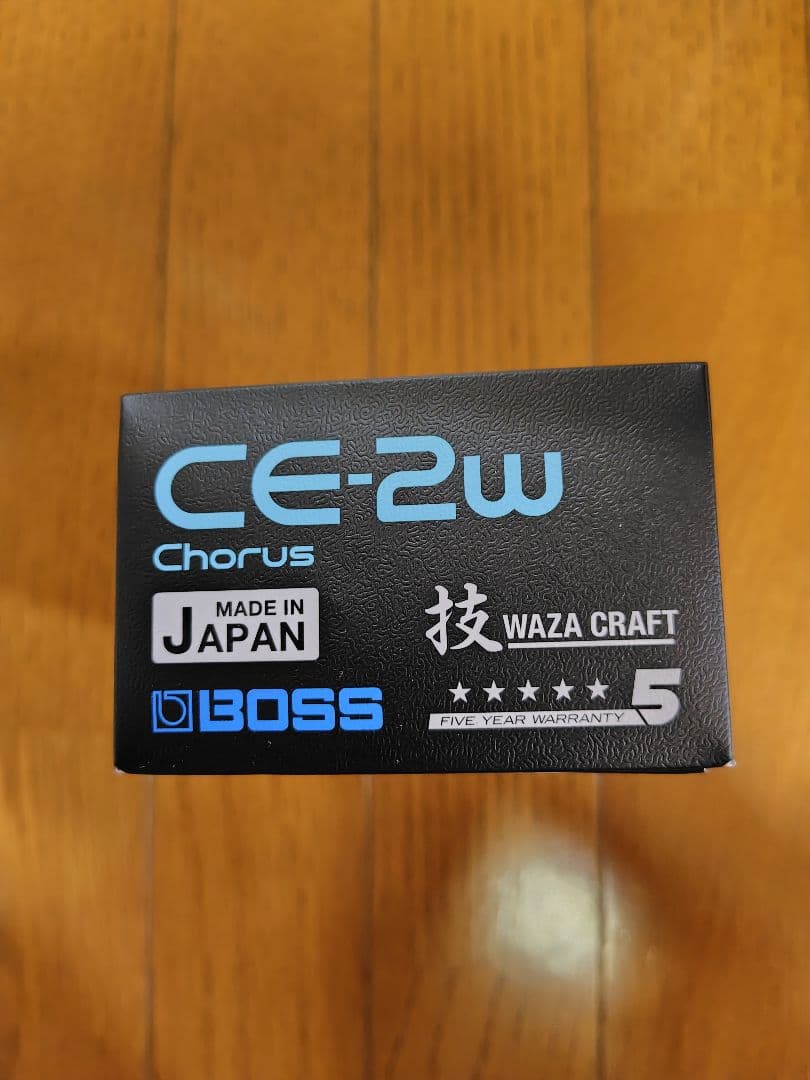 CE-2w
Chorus
MADE IN
JAPAN
技 WAZA CRAFT
BOSS
5
FIVE YEAR WARRANTY